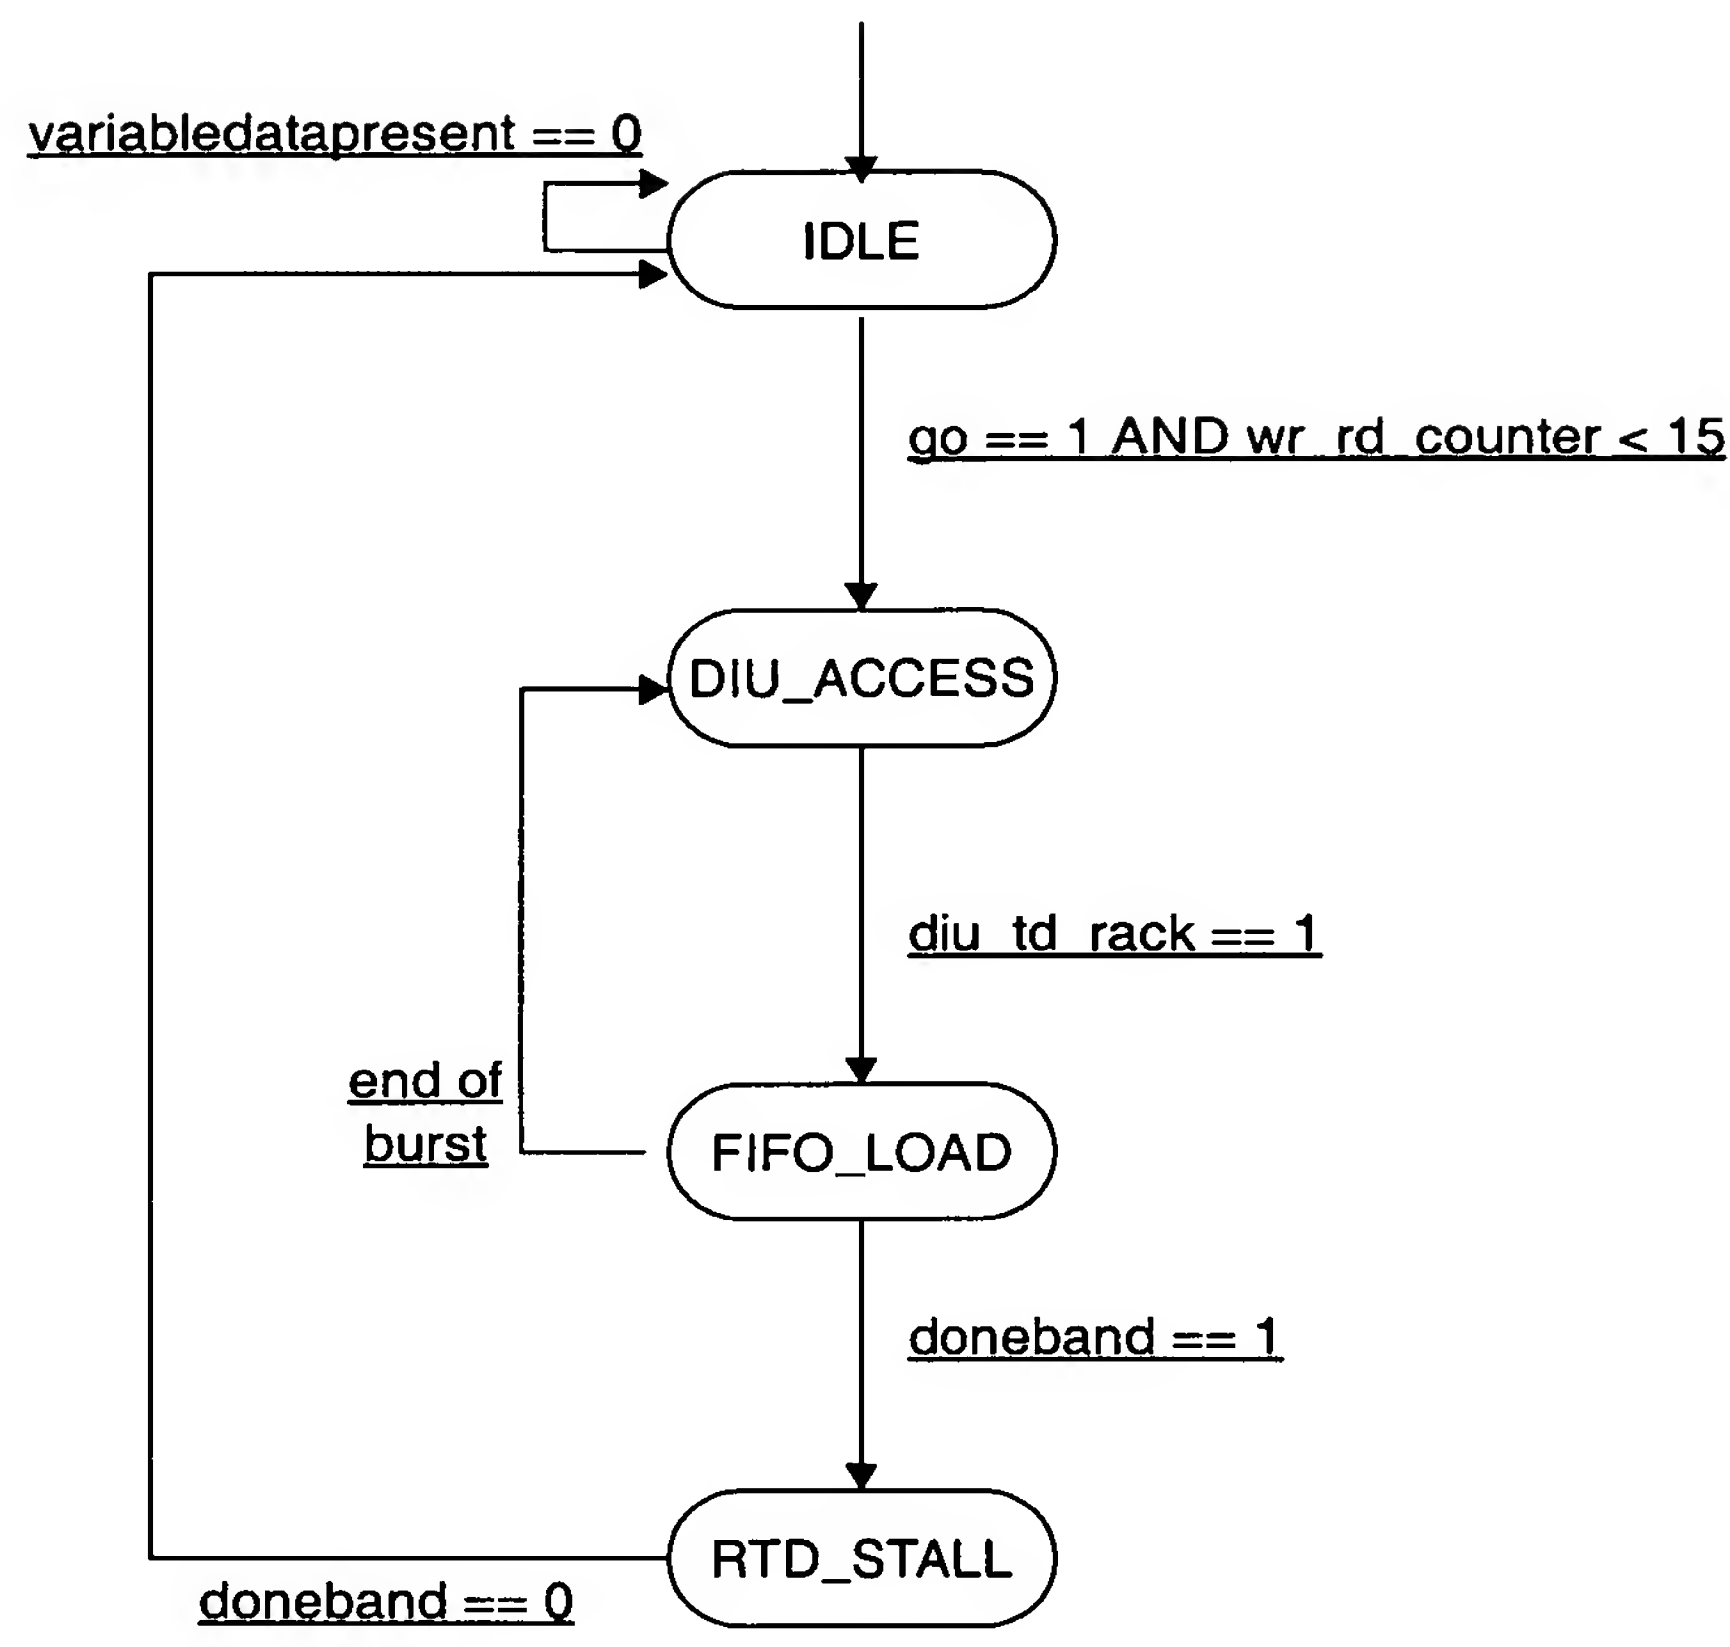 variabledatapresent == 0
IDLE
go == 1 AND wr_rd_counter < 15
DIU_ACCESS
diu_td_rack == 1
end of
burst
FIFO_LOAD
doneband == 1
RTD_STALL
doneband == 0